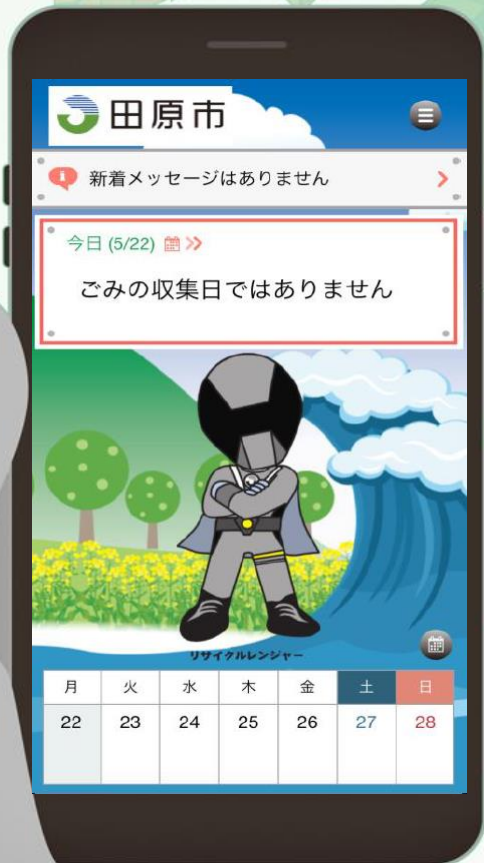 田原市
新着メッセージはありません
今日 (5/22)
ごみの収集日ではありません
リサイクルレンジャー
月 火 水 木 金 土 日
22 23 24 25 26 27 28